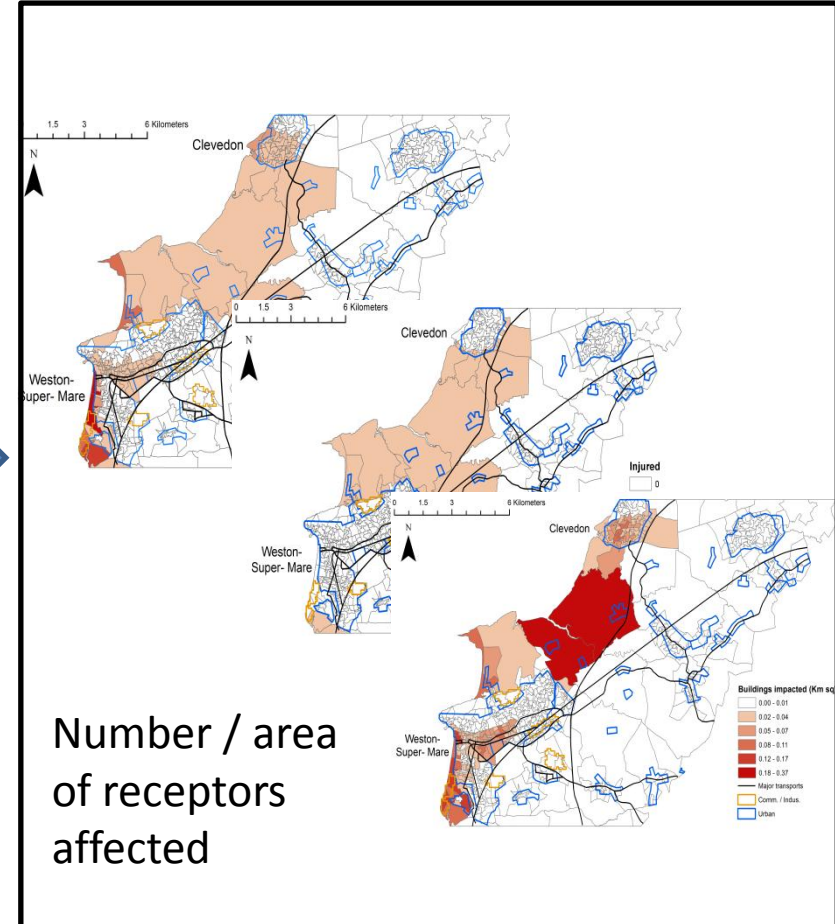 1.5 3 6 Kilometers
N
Clevedon
Weston-
Super- Mare
0 1.5 3 6 Kilometers
N
Clevedon
Weston-
Super- Mare
Injured
0
0 1.5 3 6 Kilometers
N
Clevedon
Weston-
Super- Mare
Buildings impacted (Km sq
0.00 - 0.01
0.02 - 0.04
0.05 - 0.07
0.08 - 0.11
0.12 - 0.17
0.18 - 0.37
Major transports
Comm. / Indus.
Urban
Number / area
of receptors
affected